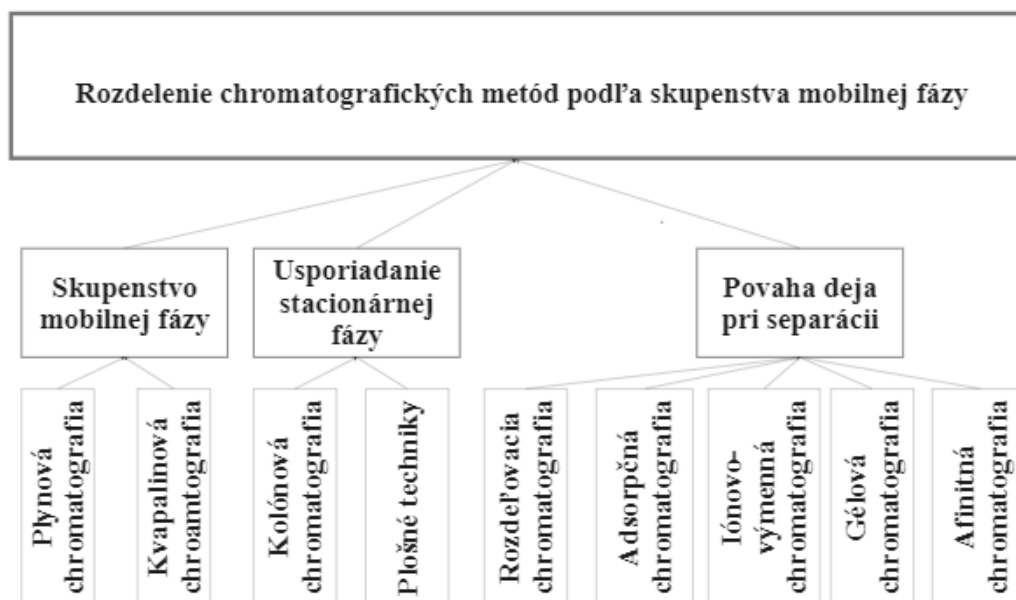 Rozdelenie chromatografických metód podľa skupenstva mobilnej fázy
Skupenstvo
mobilnej fázy
Usporiadanie
stacionárnej
fázy
Povaha deja
pri separácii
Plynová
chromatografia
Kvapalinová
chroamtografia
Kolónová
chromatografia
Plošné techniky
Rozdeľovacia
chromatografia
Adsorpčná
chromatografia
Iónovo-
výmenná
chromatografia
Gélová
chromatografia
Afinitná
chromatografia